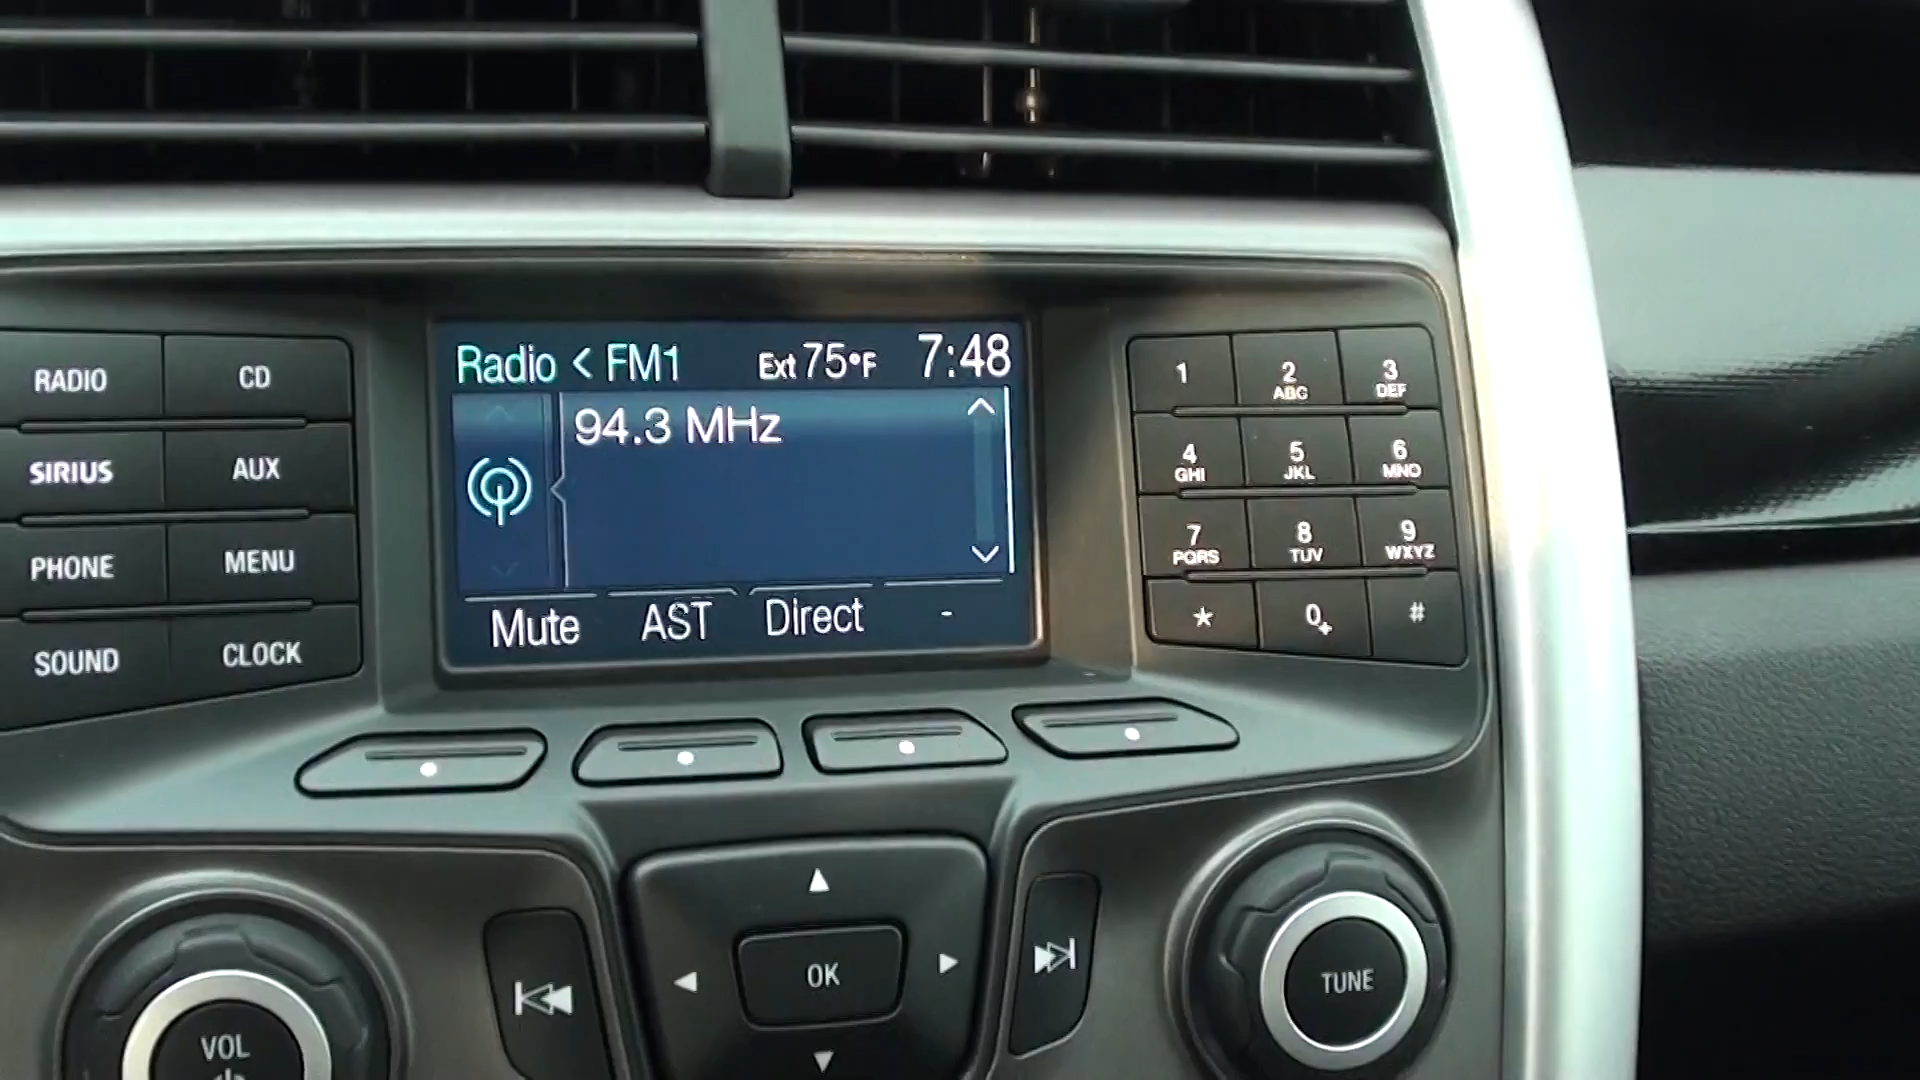 Radio < FM1 Ext 75°F 7:48
94.3 MHz
Mute AST Direct -
RADIO CD
SIRIUS AUX
PHONE MENU
SOUND CLOCK
1 2 ABC 3 DEF
4 GHI 5 JKL 6 MNO
7 PQRS 8 TUV 9 WXYZ
* 0+ #
OK
VOL
TUNE